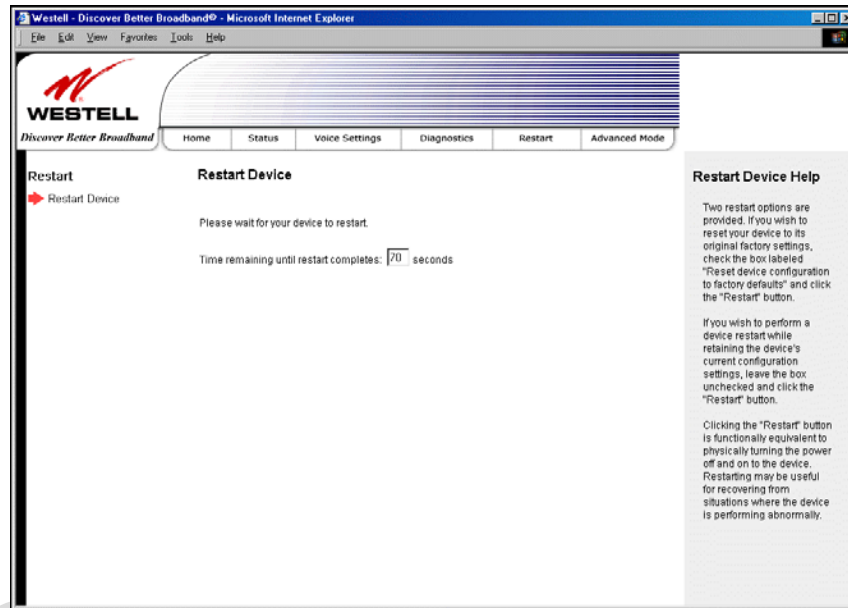 Westell - Discover Better Broadband® - Microsoft Internet Explorer
File Edit View Favorites Tools Help
WESTELL
Discover Better Broadband
Home Status Voice Settings Diagnostics Restart Advanced Mode
Restart
Restart Device
Restart Device
Please wait for your device to restart.
Time remaining until restart completes: 70 seconds
Restart Device Help
Two restart options are
provided. If you wish to
reset your device to its
original factory settings,
check the box labeled
"Reset device configuration
to factory defaults" and click
the "Restart" button.
If you wish to perform a
device restart while
retaining the device's
current configuration
settings, leave the box
unchecked and click the
"Restart" button.
Clicking the "Restart" button
is functionally equivalent to
physically turning the power
off and on to the device.
Restarting may be useful
for recovering from
situations where the device
is performing abnormally.